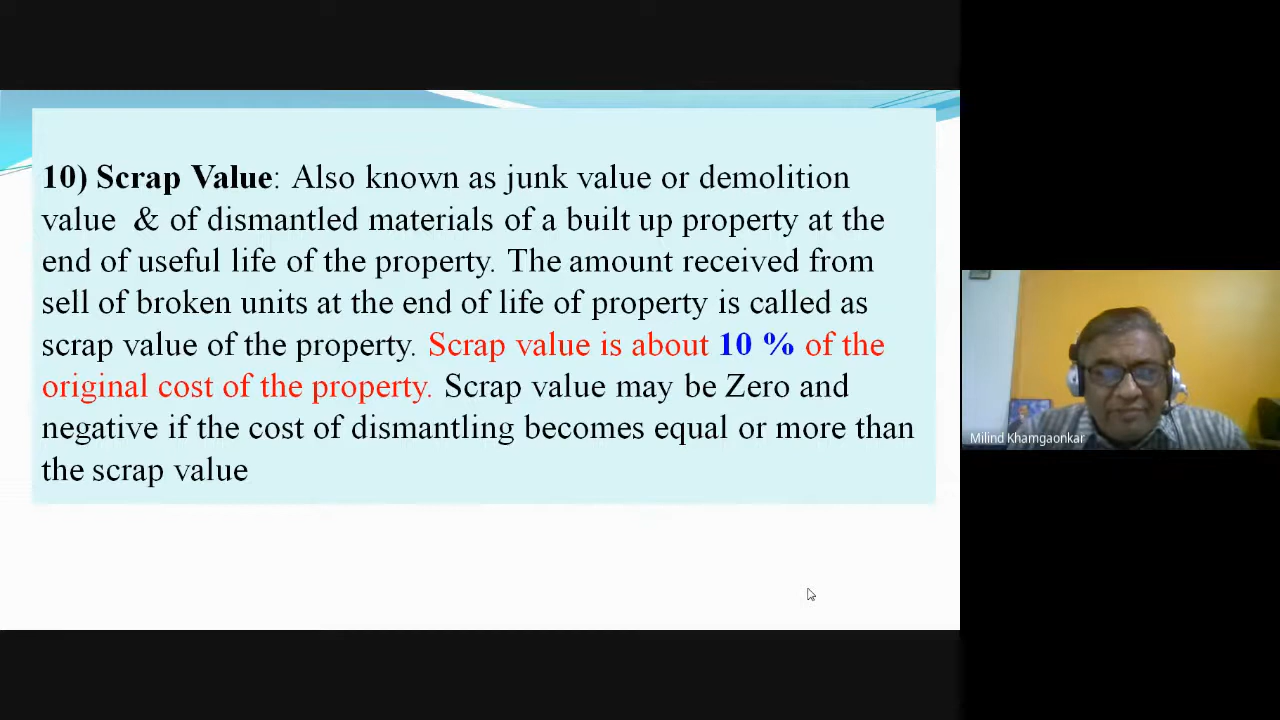 10) Scrap Value: Also known as junk value or demolition
value & of dismantled materials of a built up property at the
end of useful life of the property. The amount received from
sell of broken units at the end of life of property is called as
scrap value of the property. Scrap value is about 10 % of the
original cost of the property. Scrap value may be Zero and
negative if the cost of dismantling becomes equal or more than
the scrap value
Milind Khamgaonkar